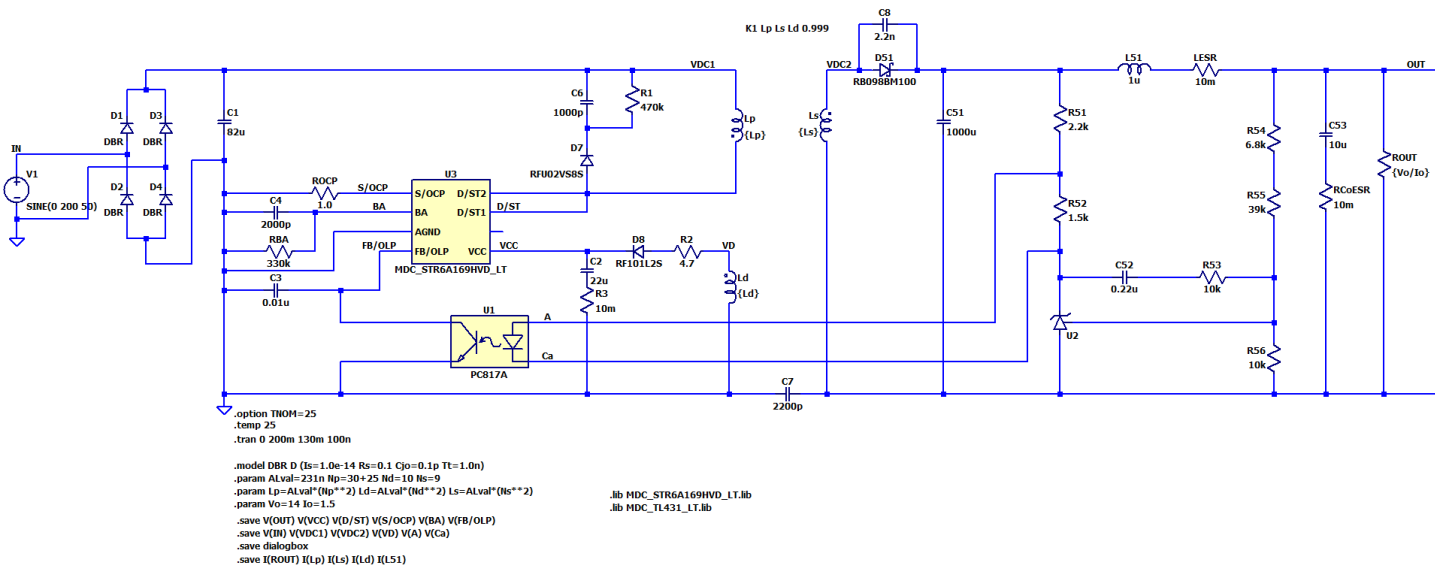 K1 Lp Ls Ld 0.999
C8
2.2n
D51
RB098BM100
VDC1
VDC2
L51
1u
LESR
10m
OUT
C6
1000p
R1
470k
C1
82u
D1
DBR
D3
DBR
Lp
{Lp}
Ls
{Ls}
C51
1000u
R51
2.2k
R54
6.8k
C53
10u
ROUT
{Vo/Io}
IN
V1
SINE(0 200 50)
D2
DBR
D4
DBR
D7
RFU02VS8S
U3
ROCP
1.0
S/OCP
S/OCP
D/ST2
C4
2000p
BA
BA
D/ST1
D/ST
AGND
RBA
330k
FB/OLP
FB/OLP
VCC
VCC
MDC_STR6A169HVD_LT
R52
1.5k
R55
39k
RCoESR
10m
D8
RF101L2S
R2
4.7
VD
C2
22u
R3
10m
Ld
{Ld}
C3
0.01u
C52
0.22u
R53
10k
U1
A
Ca
PC817A
U2
R56
10k
C7
2200p
.option TNOM=25
.temp 25
.tran 0 200m 130m 100n
.model DBR D (Is=1.0e-14 Rs=0.1 Cjo=0.1p Tt=1.0n)
.param ALval=231n Np=30+25 Nd=10 Ns=9
.param Lp=ALval*(Np**2) Ld=ALval*(Nd**2) Ls=ALval*(Ns**2)
.param Vo=14 Io=1.5
.save V(OUT) V(VCC) V(D/ST) V(S/OCP) V(BA) V(FB/OLP)
.save V(IN) V(VDC1) V(VDC2) V(VD) V(A) V(Ca)
.save dialogbox
.save I(ROUT) I(Lp) I(Ls) I(Ld) I(L51)
.lib MDC_STR6A169HVD_LT.lib
.lib MDC_TL431_LT.lib